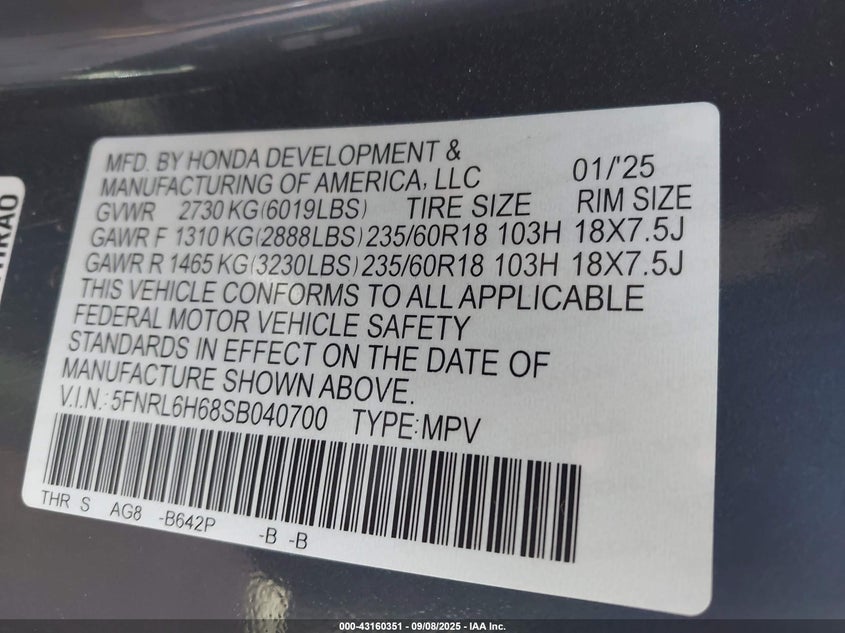 MFD. BY HONDA DEVELOPMENT &
MANUFACTURING OF AMERICA, LLC 01/'25
GVWR 2730 KG(6019LBS) TIRE SIZE RIM SIZE
GAWR F 1310 KG(2888LBS) 235/60R18 103H 18X7.5J
GAWR R 1465 KG(3230LBS) 235/60R18 103H 18X7.5J
THIS VEHICLE CONFORMS TO ALL APPLICABLE
FEDERAL MOTOR VEHICLE SAFETY
STANDARDS IN EFFECT ON THE DATE OF
MANUFACTURE SHOWN ABOVE.
V.I.N.: 5FNRL6H68SB040700 TYPE:MPV
THR S AG8 -B642P -B -B
000-43160351 - 09/08/2025 - IAA Inc.